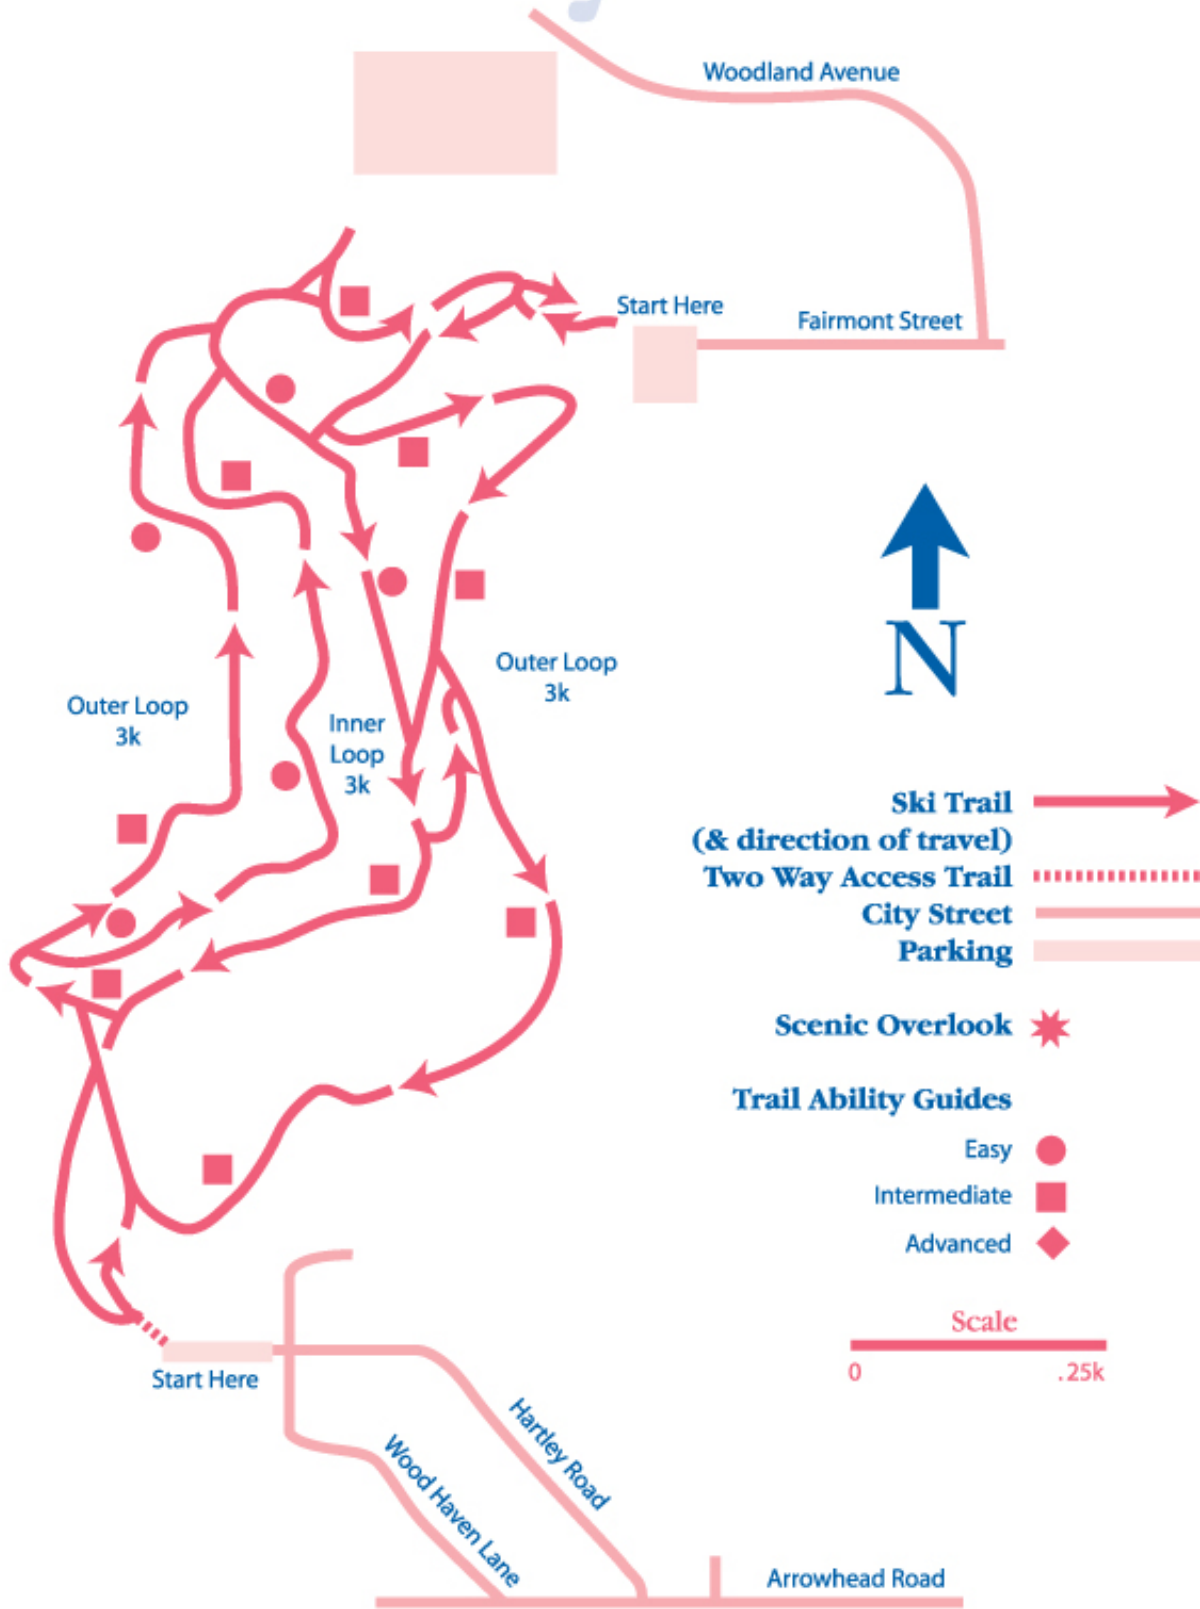 Woodland Avenue
Start Here
Fairmont Street
N
Outer Loop
3k
Outer Loop
3k
Inner
Loop
3k
Ski Trail
(& direction of travel)
Two Way Access Trail
City Street
Parking
Scenic Overlook
Trail Ability Guides
Easy
Intermediate
Advanced
Scale
0 .25k
Start Here
Hartley Road
Wood Haven Lane
Arrowhead Road